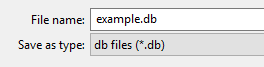 File name: example.db
Save as type: db files (*.db)